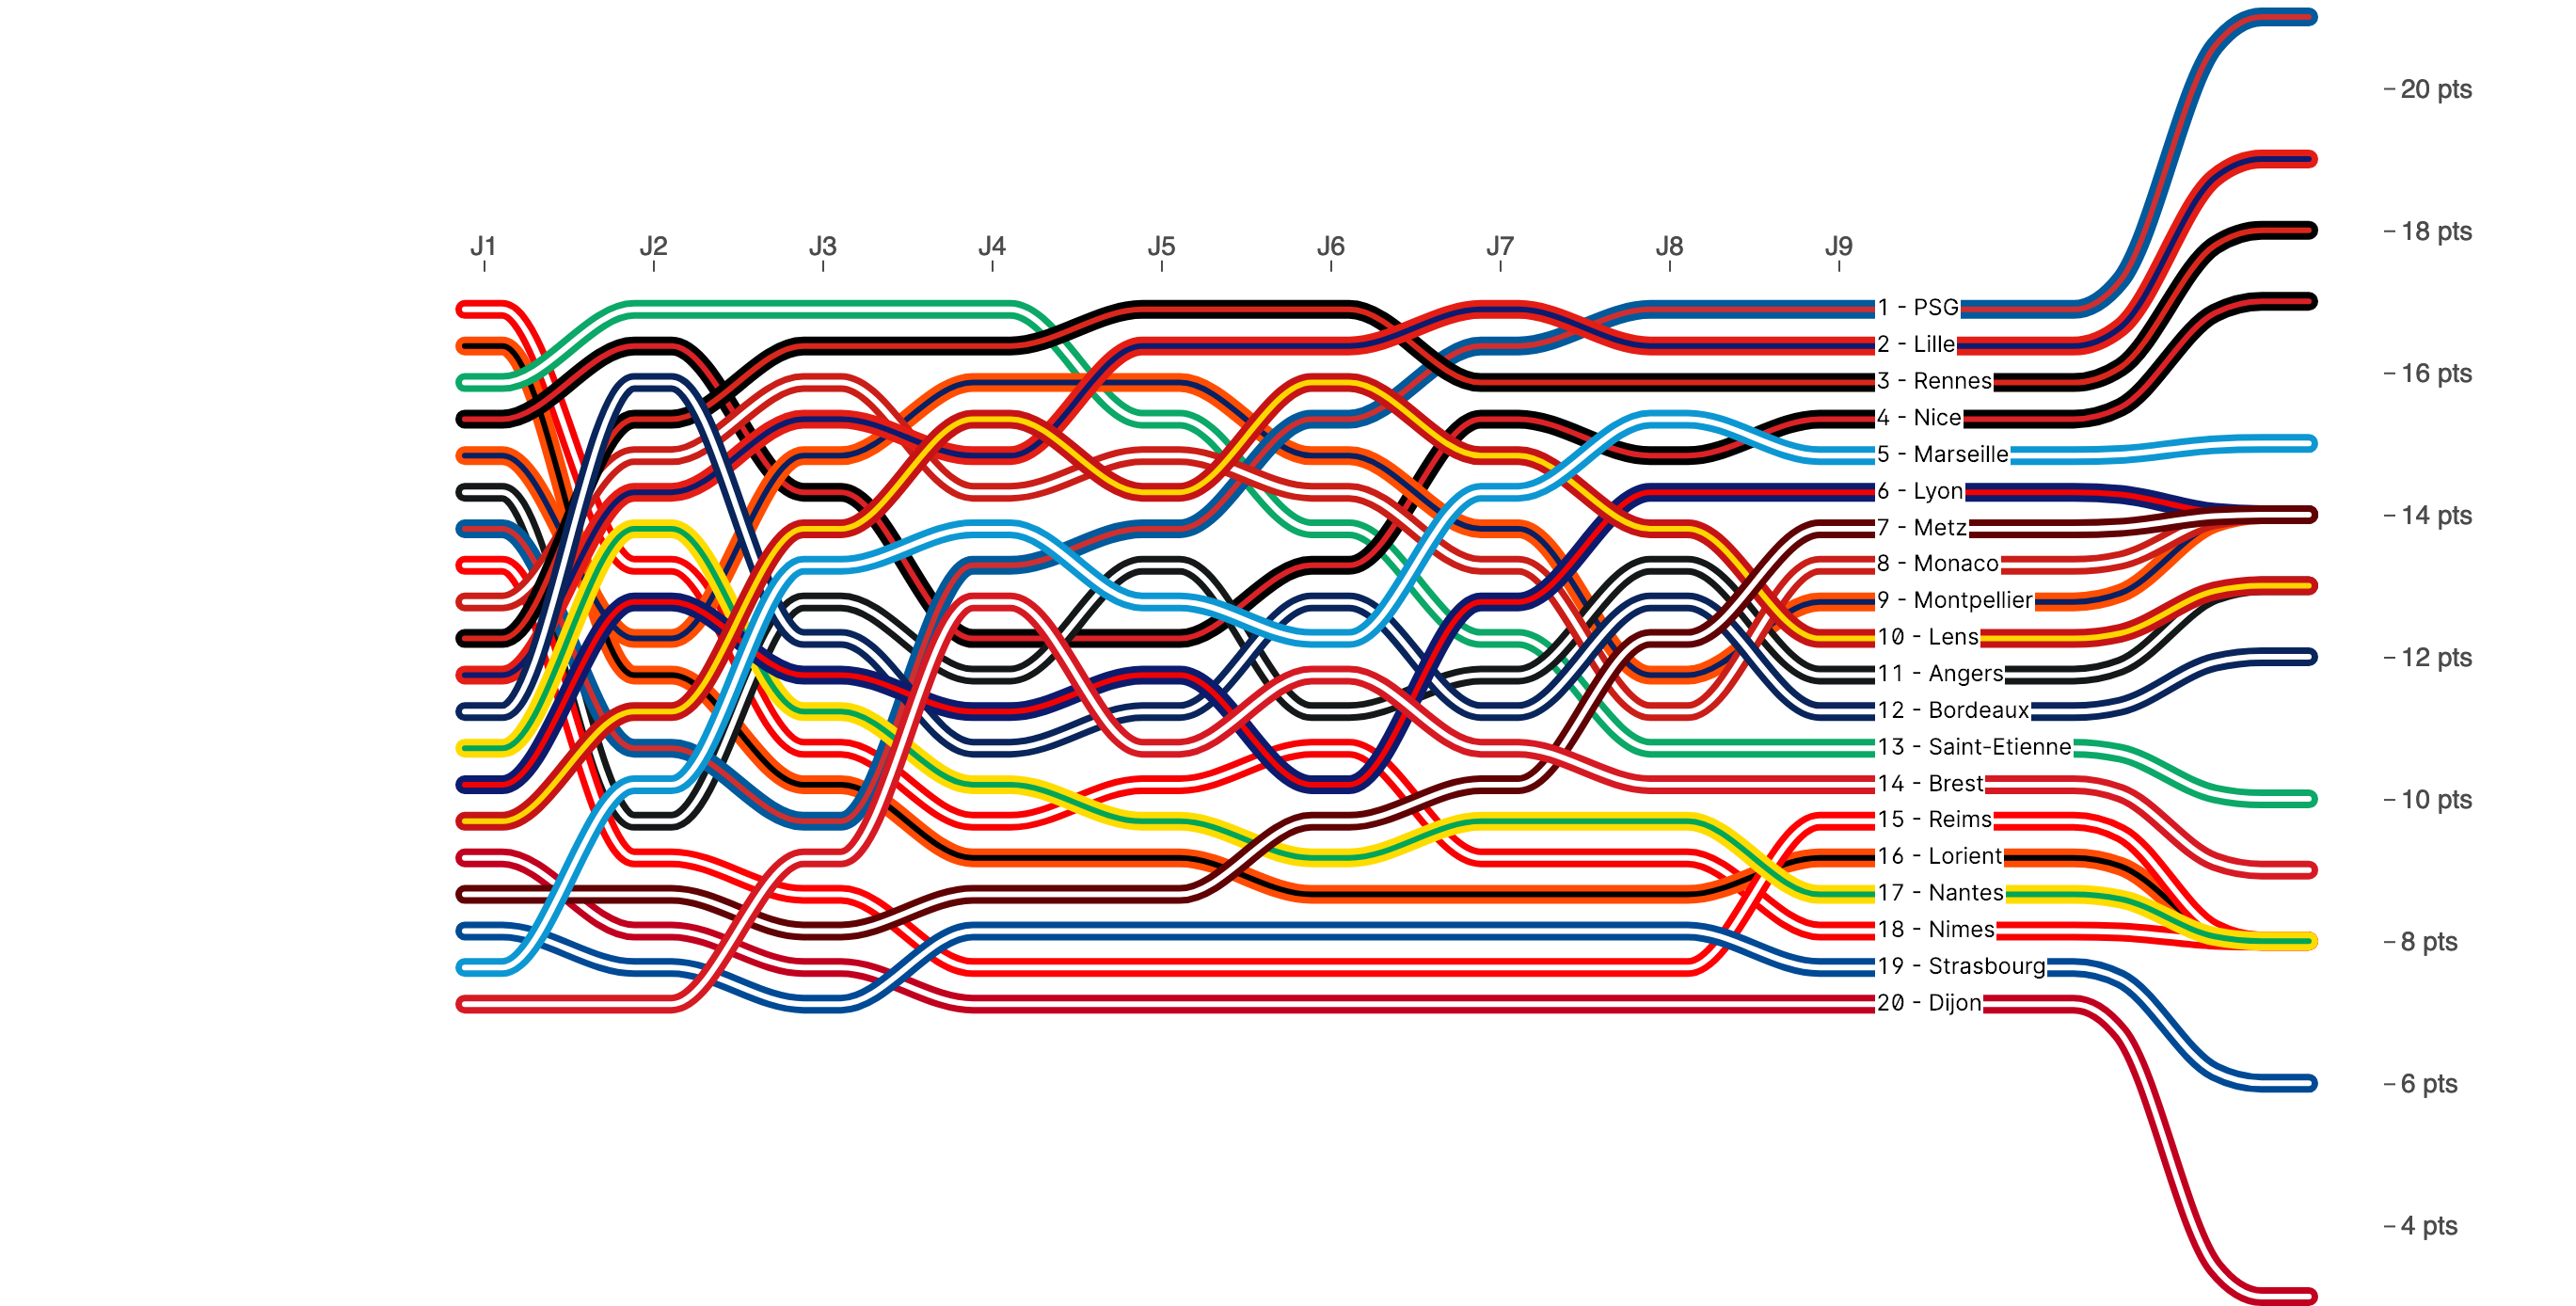 20 pts
18 pts
J1 J2 J3 J4 J5 J6 J7 J8 J9
1 - PSG
2 - Lille
3 - Rennes
16 pts
4 - Nice
5 - Marseille
6 - Lyon
14 pts
7 - Metz
8 - Monaco
9 - Montpellier
10 - Lens
12 pts
11 - Angers
12 - Bordeaux
13 - Saint-Etienne
14 - Brest
10 pts
15 - Reims
16 - Lorient
17 - Nantes
18 - Nimes
8 pts
19 - Strasbourg
20 - Dijon
6 pts
4 pts